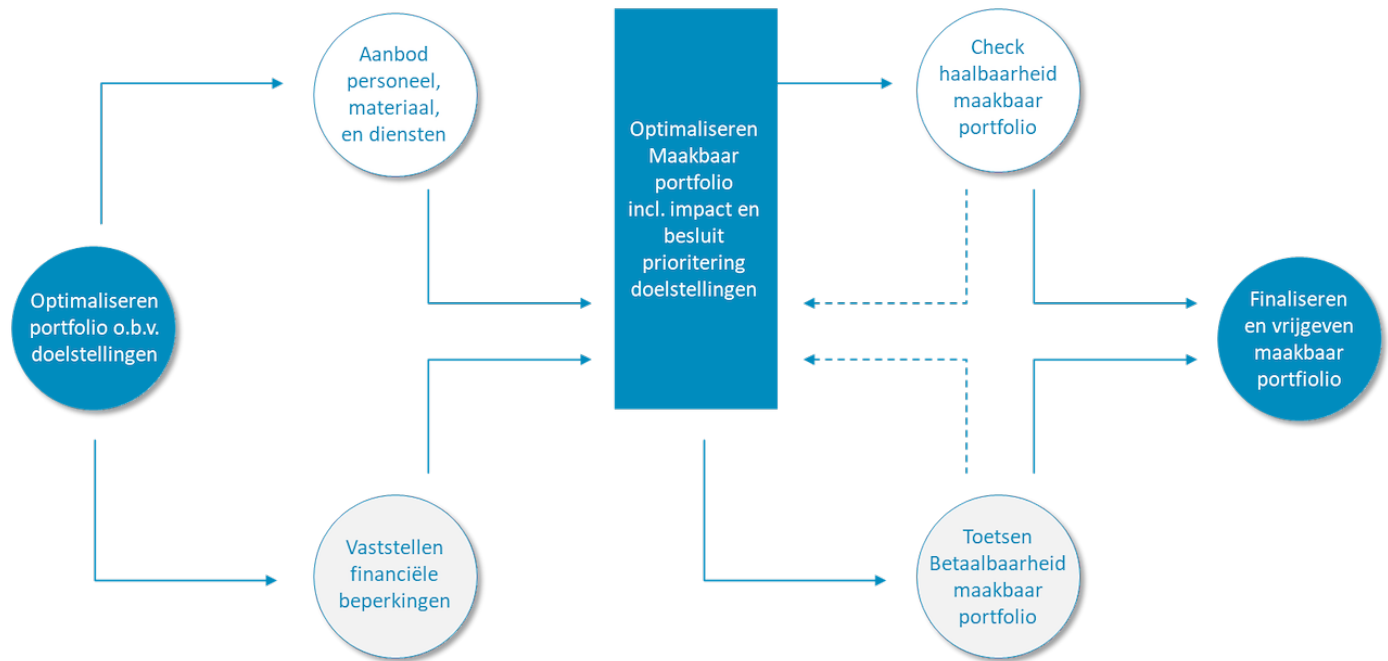 Aanbod
personeel,
materiaal,
en diensten
Optimaliseren
Maakbaar
portfolio
incl. impact en
besluit
prioritering
doelstellingen
Check
haalbaarheid
maakbaar
portfolio
Optimaliseren
portfolio o.b.v.
doelstellingen
Finaliseren
en vrijgeven
maakbaar
portfiolio
Vaststellen
financiële
beperkingen
Toetsen
Betaalbaarheid
maakbaar
portfolio